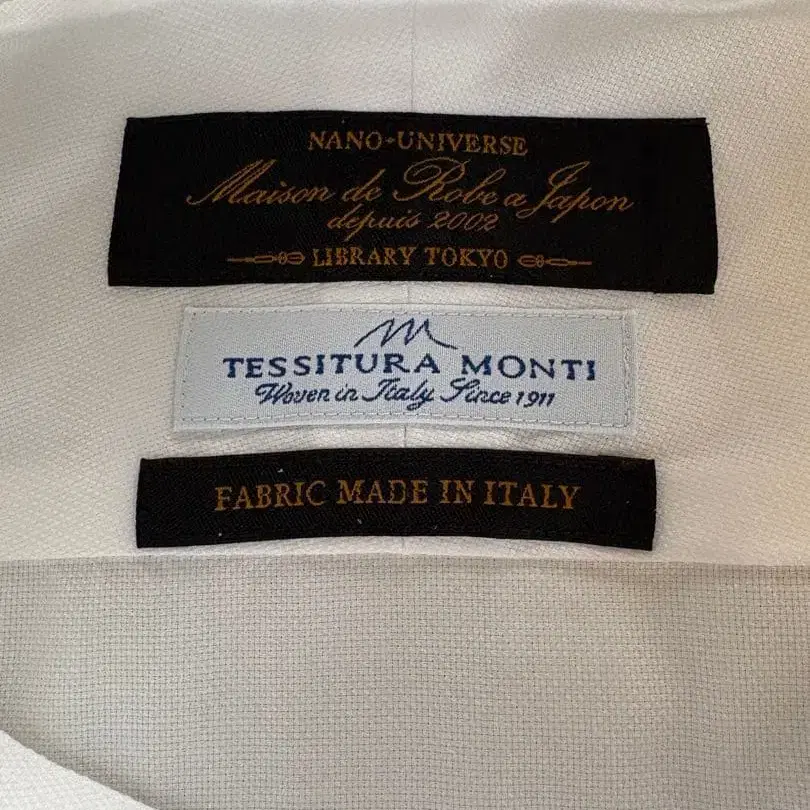 NANO·UNIVERSE
Maison de Robe a Japon
depuis 2002
LIBRARY TOKYO
TESSITURA MONTI
Woven in Italy Since 1911
FABRIC MADE IN ITALY